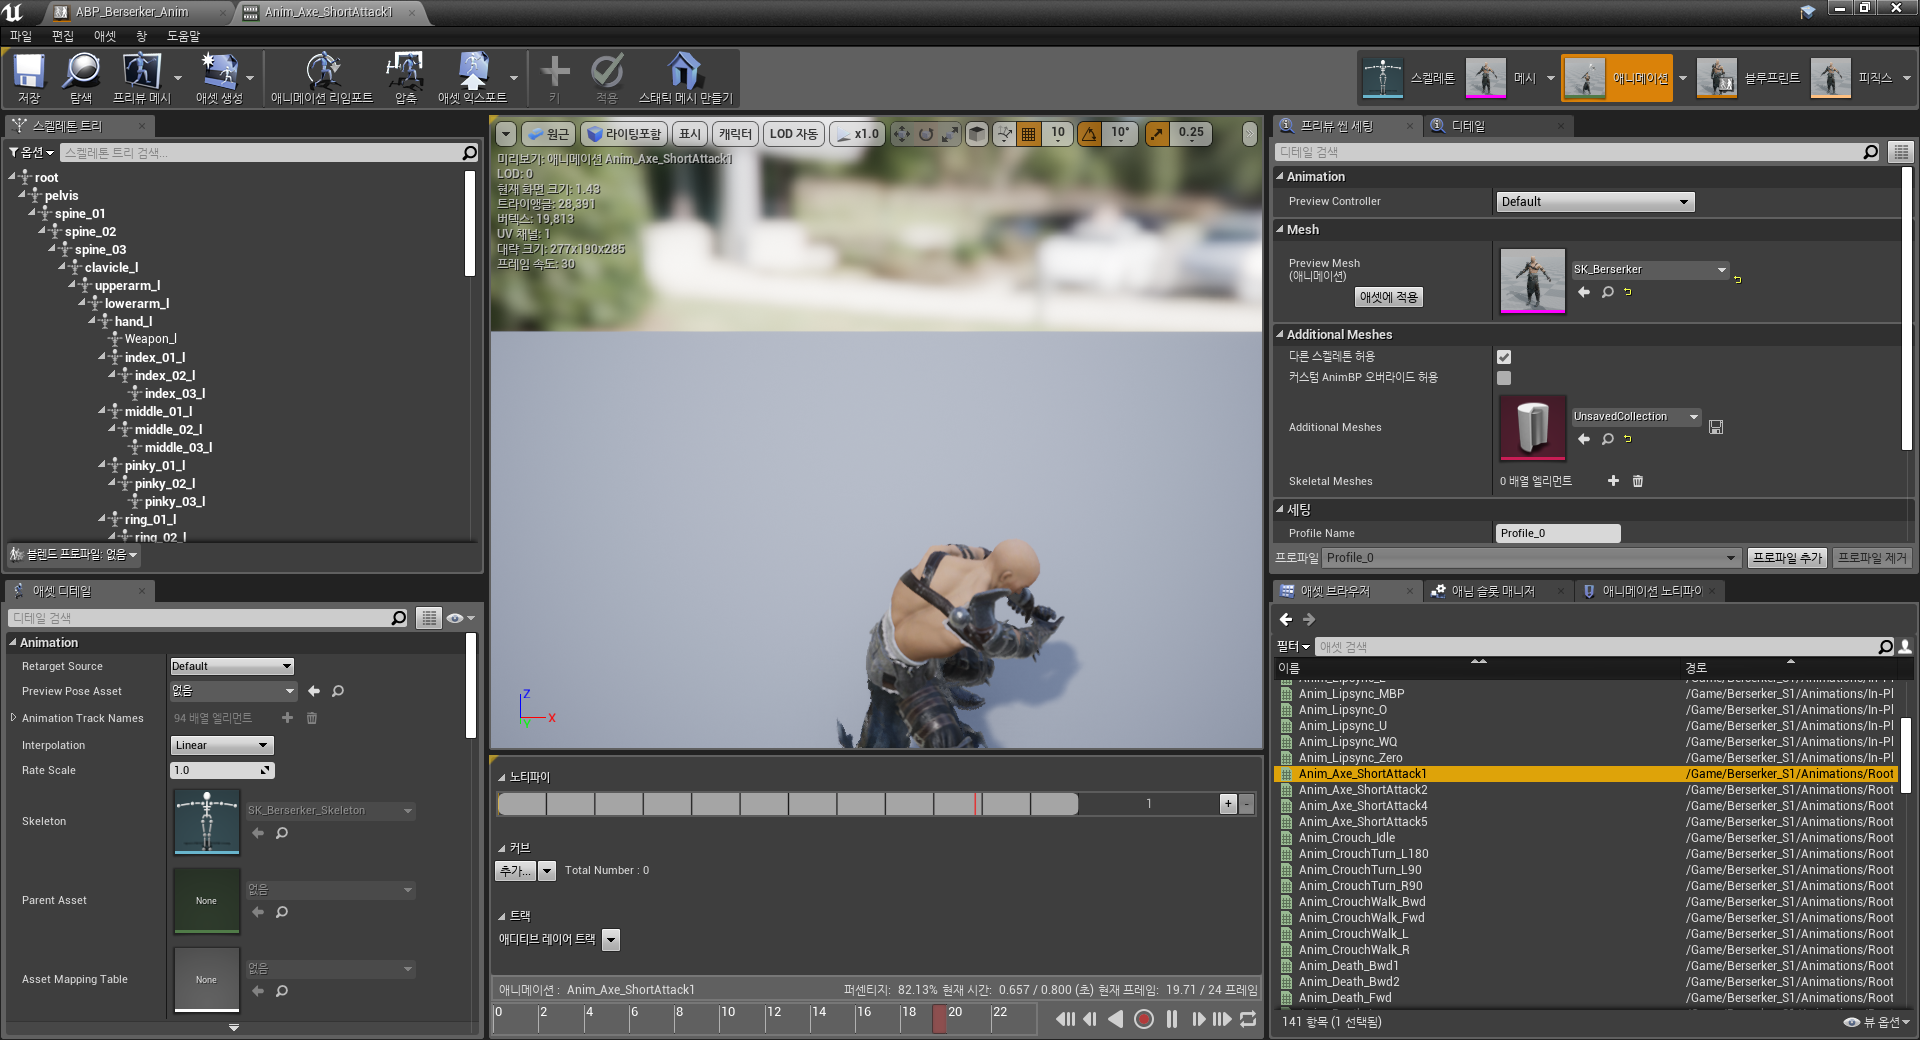 ABP_Berserker_Anim
Anim_Axe_ShortAttack1
파일 편집 애셋 창 도움말
저장
탐색
프리뷰 메시
애셋 생성
애니메이션 리임포트
압축
애셋 익스포트
키
적용
스태틱 메시 만들기
스켈레톤
메시
애니메이션
블루프린트
피직스
스켈레톤 트리
옵션
스켈레톤 트리 검색...
root
pelvis
spine_01
spine_02
spine_03
clavicle_l
upperarm_l
lowerarm_l
hand_l
Weapon_l
index_01_l
index_02_l
index_03_l
middle_01_l
middle_02_l
middle_03_l
pinky_01_l
pinky_02_l
pinky_03_l
ring_01_l
ring_02_l
블렌드 프로파일: 없음
애셋 디테일
디테일 검색
Animation
Retarget Source Default
Preview Pose Asset 없음
Animation Track Names 94 배열 엘리먼트
Interpolation Linear
Rate Scale 1.0
Skeleton SK_Berserker_Skeleton
Parent Asset None 없음
Asset Mapping Table None 없음
원근 라이팅포함 표시 캐릭터 LOD 자동 x1.0 10 10° 0.25
미리보기: 애니메이션 Anim_Axe_ShortAttack1
LOD: 0
현재 화면 크기: 1.43
트라이앵글: 28,391
버텍스: 19,813
UV 채널: 1
대략 크기: 277x190x285
프레임 속도: 30
Z
X
Y
노티파이
1
+
-
커브
추가...
Total Number : 0
트랙
애디티브 레이어 트랙
애니메이션 : Anim_Axe_ShortAttack1
퍼센티지: 82.13% 현재 시간: 0.657 / 0.800 (초) 현재 프레임: 19.71 / 24 프레임
0 2 4 6 8 10 12 14 16 18 20 22
프리뷰 씬 세팅
디테일
디테일 검색
Animation
Preview Controller Default
Mesh
Preview Mesh
(애니메이션)
애셋에 적용
SK_Berserker
Additional Meshes
다른 스켈레톤 허용
커스텀 AnimBP 오버라이드 허용
Additional Meshes UnsavedCollection
Skeletal Meshes 0 배열 엘리먼트
세팅
Profile Name Profile_0
프로파일 Profile_0 프로파일 추가 프로파일 제거
애셋 브라우저
애님 슬롯 매니저
애니메이션 노티파이
필터
애셋 검색
이름 경로
/Game/Berserker_S1/Animations/In-Pl
Anim_Lipsync_MBP /Game/Berserker_S1/Animations/In-Pl
Anim_Lipsync_O /Game/Berserker_S1/Animations/In-Pl
Anim_Lipsync_U /Game/Berserker_S1/Animations/In-Pl
Anim_Lipsync_WQ /Game/Berserker_S1/Animations/In-Pl
Anim_Lipsync_Zero /Game/Berserker_S1/Animations/In-Pl
Anim_Axe_ShortAttack1 /Game/Berserker_S1/Animations/Root
Anim_Axe_ShortAttack2 /Game/Berserker_S1/Animations/Root
Anim_Axe_ShortAttack4 /Game/Berserker_S1/Animations/Root
Anim_Axe_ShortAttack5 /Game/Berserker_S1/Animations/Root
Anim_Crouch_Idle /Game/Berserker_S1/Animations/Root
Anim_CrouchTurn_L180 /Game/Berserker_S1/Animations/Root
Anim_CrouchTurn_L90 /Game/Berserker_S1/Animations/Root
Anim_CrouchTurn_R90 /Game/Berserker_S1/Animations/Root
Anim_CrouchWalk_Bwd /Game/Berserker_S1/Animations/Root
Anim_CrouchWalk_Fwd /Game/Berserker_S1/Animations/Root
Anim_CrouchWalk_L /Game/Berserker_S1/Animations/Root
Anim_CrouchWalk_R /Game/Berserker_S1/Animations/Root
Anim_Death_Bwd1 /Game/Berserker_S1/Animations/Root
Anim_Death_Bwd2 /Game/Berserker_S1/Animations/Root
Anim_Death_Fwd /Game/Berserker_S1/Animations/Root
141 항목 (1 선택됨) 뷰 옵션